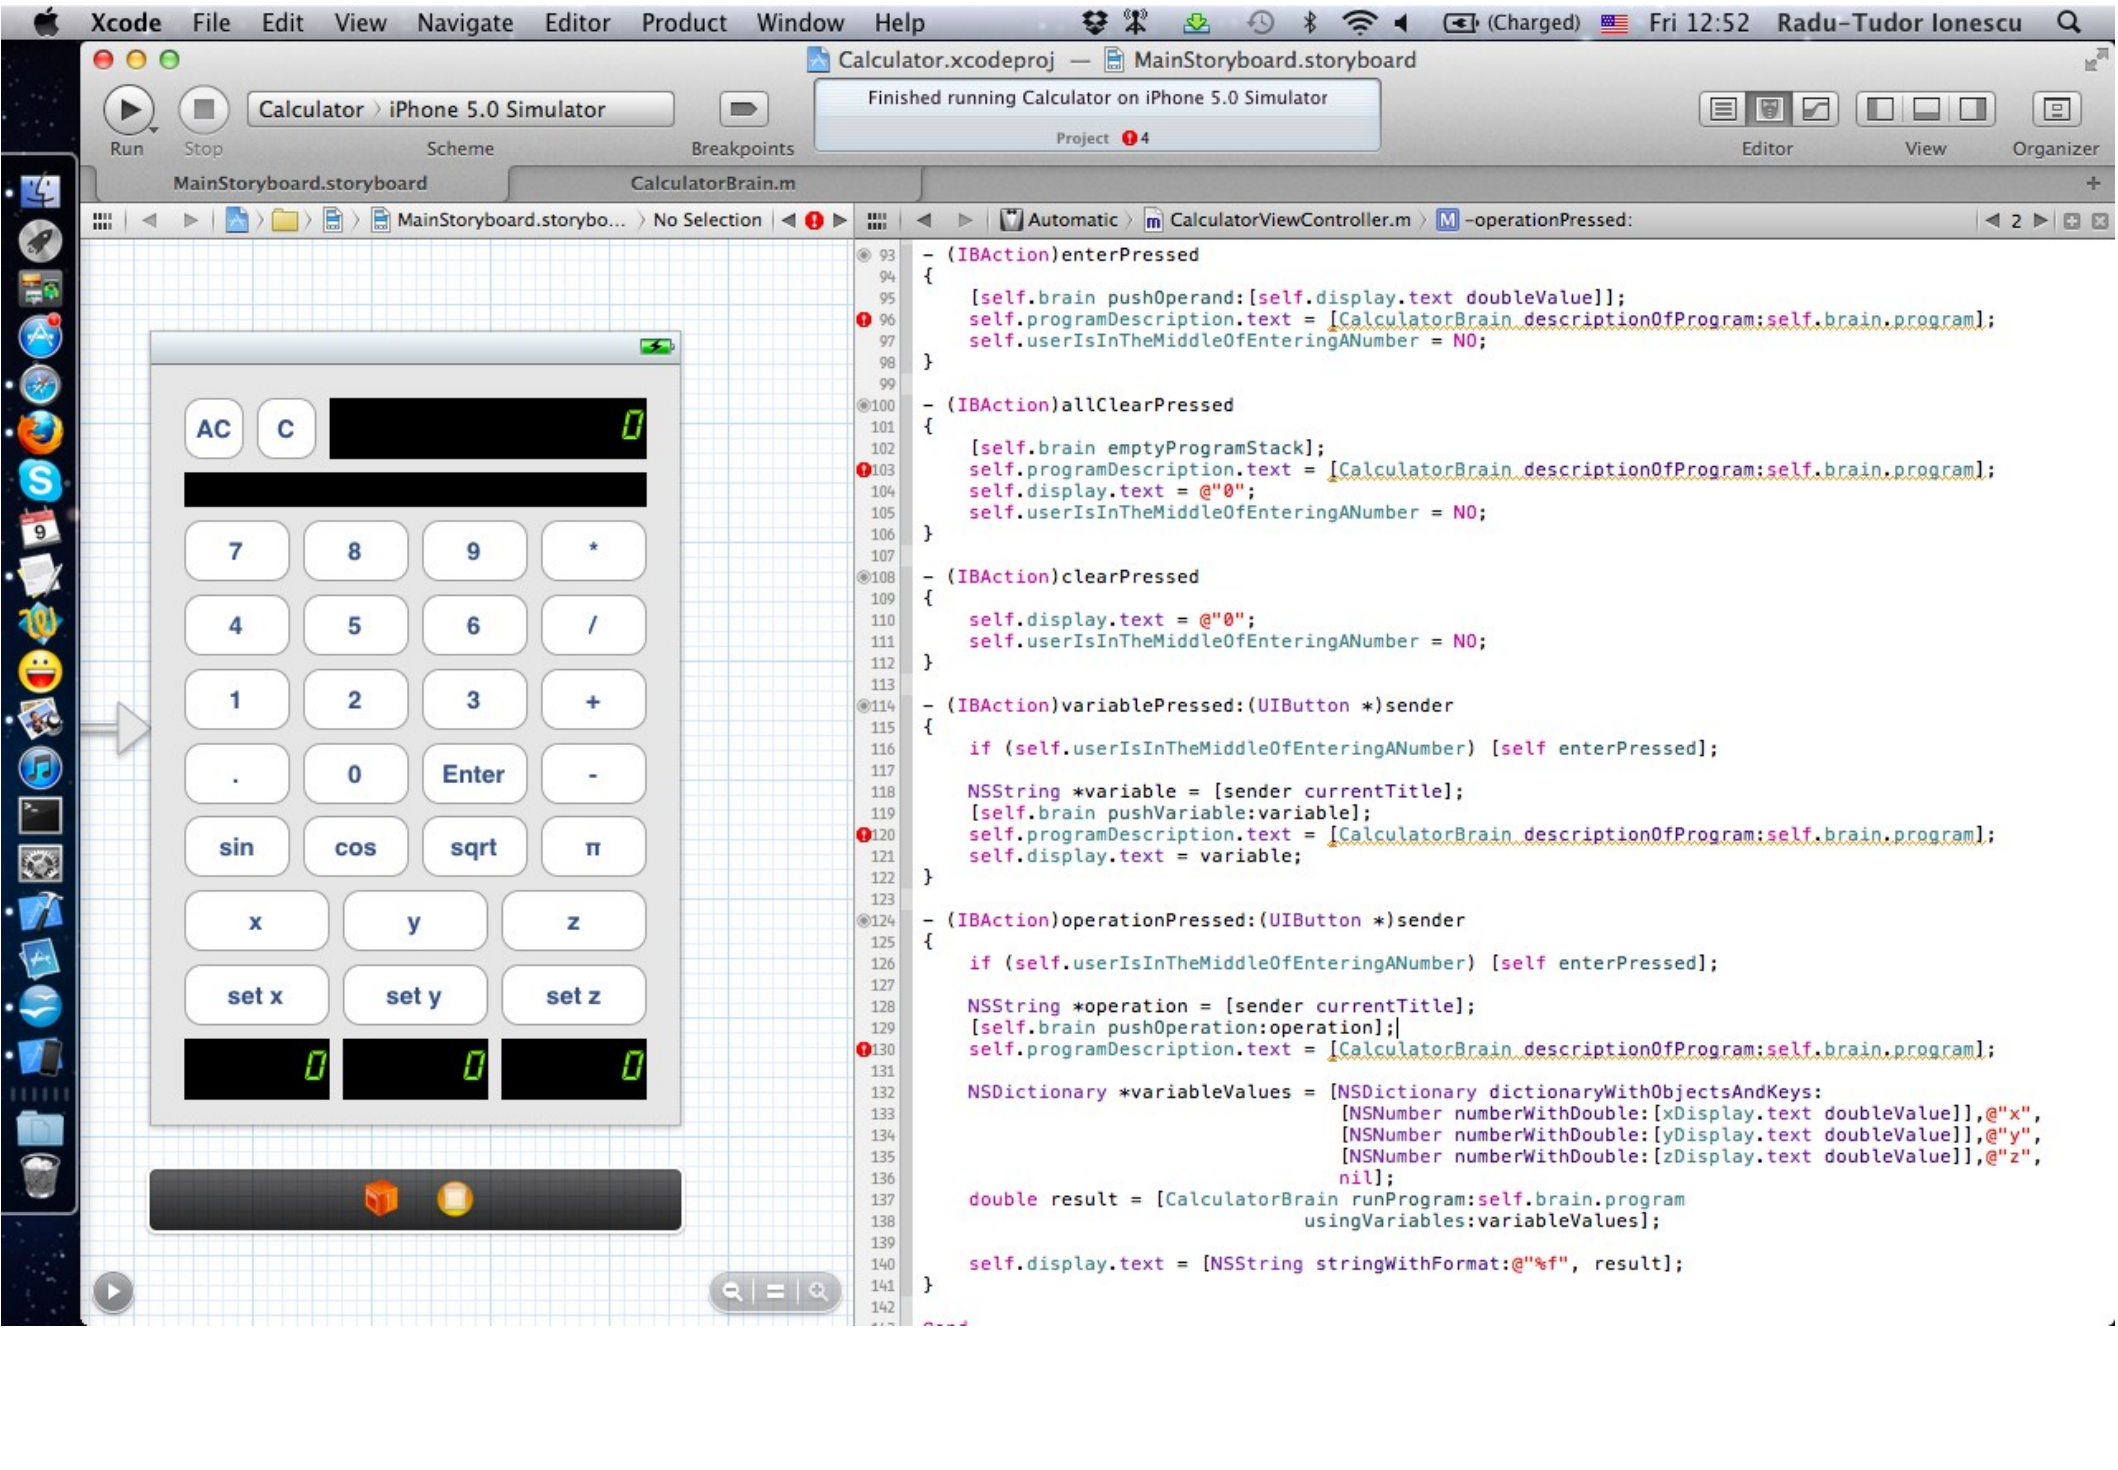 Xcode File Edit View Navigate Editor Product Window Help (Charged) Fri 12:52 Radu-Tudor Ionescu
Calculator.xcodeproj — MainStoryboard.storyboard
Calculator 〉 iPhone 5.0 Simulator
Finished running Calculator on iPhone 5.0 Simulator
Project 4
Run Stop Scheme Breakpoints Editor View Organizer
MainStoryboard.storyboard CalculatorBrain.m
MainStoryboard.storybo... 〉 No Selection
Automatic 〉 CalculatorViewController.m 〉 M -operationPressed: 2
AC C 0
7 8 9 *
4 5 6 /
1 2 3 +
. 0 Enter -
sin cos sqrt π
x y z
set x set y set z
0 0 0
9
93 - (IBAction)enterPressed
94 {
95 [self.brain pushOperand:[self.display.text doubleValue]];
96 self.programDescription.text = [CalculatorBrain descriptionOfProgram:self.brain.program];
97 self.userIsInTheMiddleOfEnteringANumber = NO;
98 }
99
100 - (IBAction)allClearPressed
101 {
102 [self.brain emptyProgramStack];
103 self.programDescription.text = [CalculatorBrain descriptionOfProgram:self.brain.program];
104 self.display.text = @"0";
105 self.userIsInTheMiddleOfEnteringANumber = NO;
106 }
107
108 - (IBAction)clearPressed
109 {
110 self.display.text = @"0";
111 self.userIsInTheMiddleOfEnteringANumber = NO;
112 }
113
114 - (IBAction)variablePressed:(UIButton *)sender
115 {
116 if (self.userIsInTheMiddleOfEnteringANumber) [self enterPressed];
117
118 NSString *variable = [sender currentTitle];
119 [self.brain pushVariable:variable];
120 self.programDescription.text = [CalculatorBrain descriptionOfProgram:self.brain.program];
121 self.display.text = variable;
122 }
123
124 - (IBAction)operationPressed:(UIButton *)sender
125 {
126 if (self.userIsInTheMiddleOfEnteringANumber) [self enterPressed];
127
128 NSString *operation = [sender currentTitle];
129 [self.brain pushOperation:operation];
130 self.programDescription.text = [CalculatorBrain descriptionOfProgram:self.brain.program];
131
132 NSDictionary *variableValues = [NSDictionary dictionaryWithObjectsAndKeys:
133 [NSNumber numberWithDouble:[xDisplay.text doubleValue]],@"x",
134 [NSNumber numberWithDouble:[yDisplay.text doubleValue]],@"y",
135 [NSNumber numberWithDouble:[zDisplay.text doubleValue]],@"z",
136 nil];
137 double result = [CalculatorBrain runProgram:self.brain.program
138 usingVariables:variableValues];
139
140 self.display.text = [NSString stringWithFormat:@"%f", result];
141 }
142